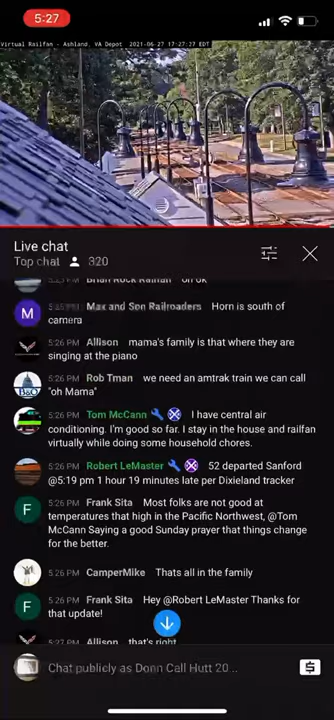 5:27
Virtual Railfan - Ashland, VA Depot 2021-06-27 17:27:27 EDT
Live chat
Top chat 320
Brian Rock Railfan oh ok
M
Max and Son Railroaders Horn is south of
camera
5:26 PM Allison mama's family is that where they are
singing at the piano
B&O
5:26 PM Rob Tman we need an amtrak train we can call
"oh Mama"
5:26 PM Tom McCann I have central air
conditioning. I'm good so far. I stay in the house and railfan
virtually while doing some household chores.
5:26 PM Robert LeMaster 52 departed Sanford
@5:19 pm 1 hour 19 minutes late per Dixieland tracker
F
5:26 PM Frank Sita Most folks are not good at
temperatures that high in the Pacific Northwest, @Tom
McCann Saying a good Sunday prayer that things change
for the better.
5:26 PM CamperMike Thats all in the family
F
5:26 PM Frank Sita Hey @Robert LeMaster Thanks for
that update!
5:27 PM Allison that's right
Chat publicly as Donn Call Hutt 20...
$